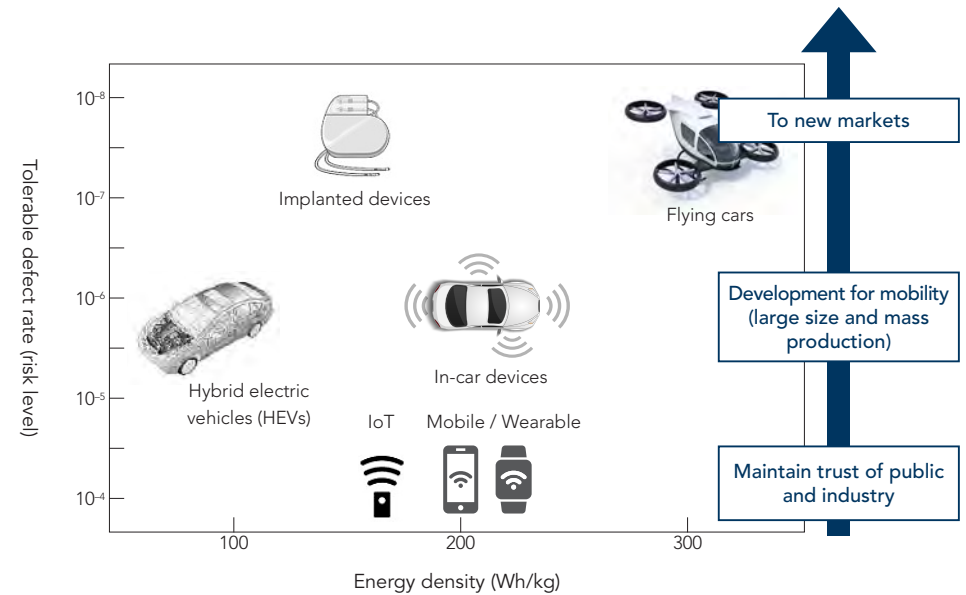 10⁻⁸
To new markets
Implanted devices
10⁻⁷
Flying cars
Tolerable defect rate (risk level)
10⁻⁶
Development for mobility
(large size and mass
production)
In-car devices
Hybrid electric
vehicles (HEVs)
10⁻⁵
IoT
Mobile / Wearable
Maintain trust of public
and industry
10⁻⁴
100
200
300
Energy density (Wh/kg)